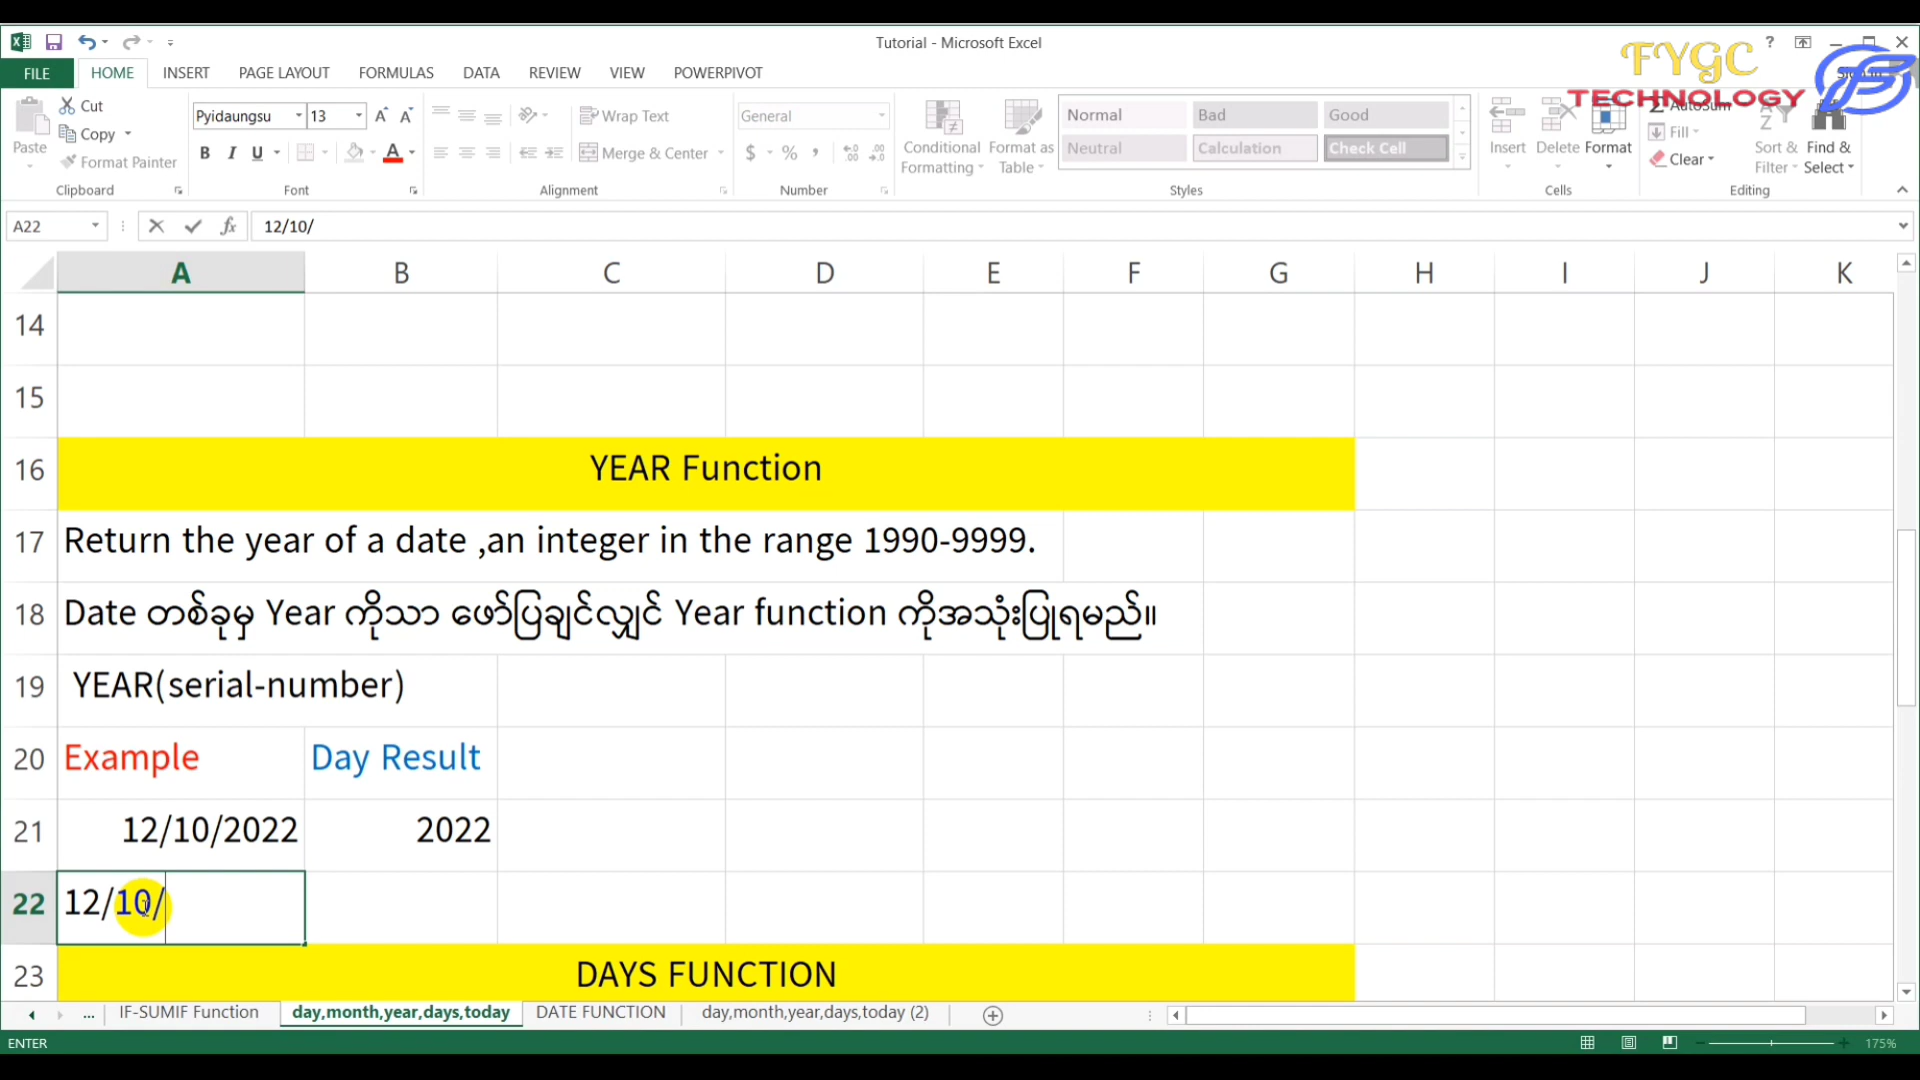 Tutorial - Microsoft Excel
FYGC
TECHNOLOGY
FILE HOME INSERT PAGE LAYOUT FORMULAS DATA REVIEW VIEW POWERPIVOT
Paste
Cut
Copy
Format Painter
Clipboard
Pyidaungsu 13
B I U A
Font
Wrap Text
Merge & Center
Alignment
General
$ % ,
Number
Conditional Formatting
Format as Table
Normal Bad Good
Neutral Calculation Check Cell
Styles
Insert Delete Format
Cells
AutoSum
Fill
Clear
Sort & Filter
Find & Select
Editing
A22 fx 12/10/
A B C D E F G H I J K
14
15
16 YEAR Function
17 Return the year of a date ,an integer in the range 1990-9999.
18 Date တစ်ခုမှ Year ကိုသာ ဖော်ပြချင်လျှင် Year function ကိုအသုံးပြုရမည်။
19 YEAR(serial-number)
20 Example Day Result
21 12/10/2022 2022
22 12/10/
23 DAYS FUNCTION
... IF-SUMIF Function day,month,year,days,today DATE FUNCTION day,month,year,days,today (2)
ENTER 175%